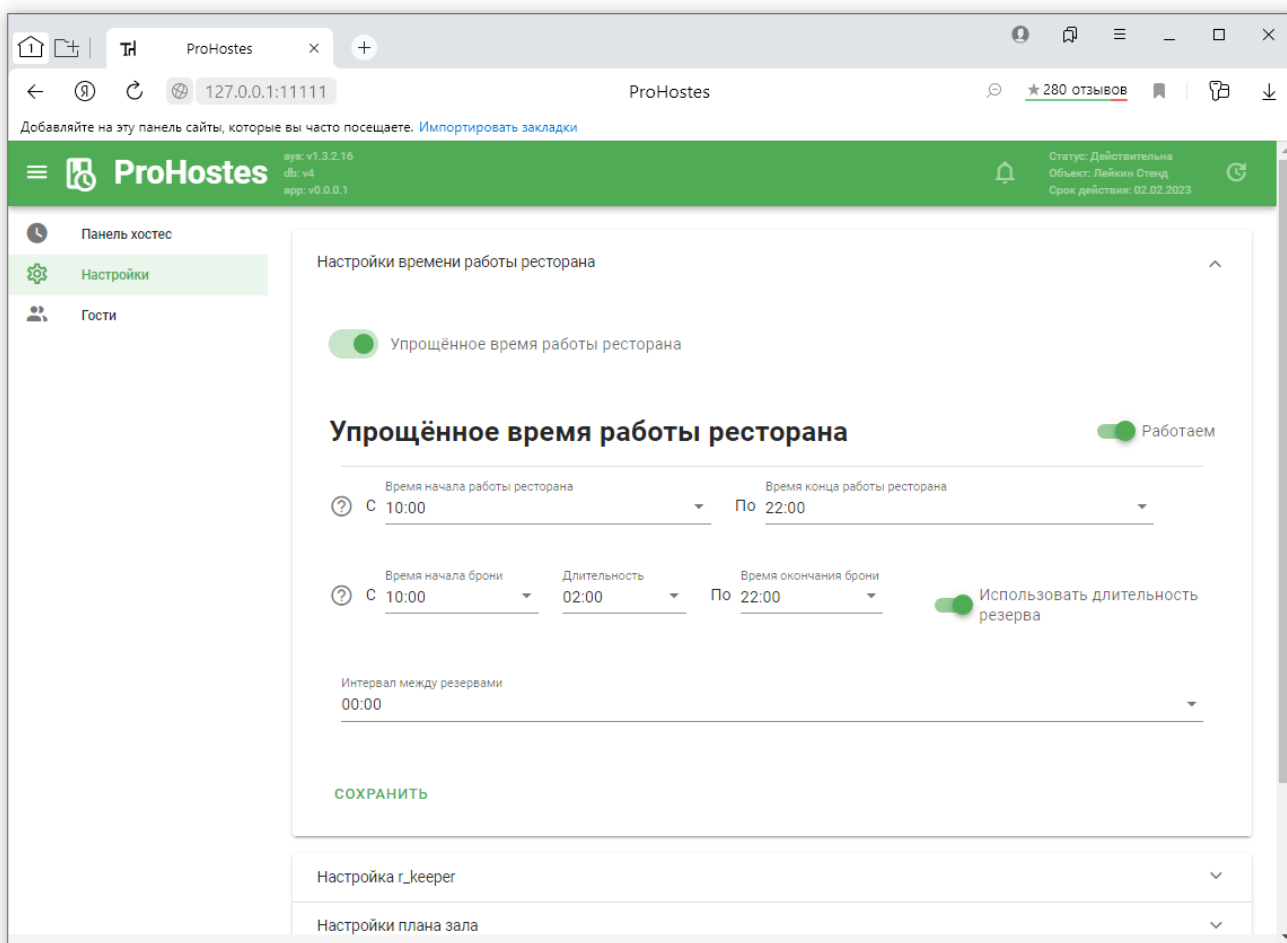 1
TH ProHostes
Я 127.0.0.1:11111 ProHostes ★280 отзывов
Добавляйте на эту панель сайты, которые вы часто посещаете. Импортировать закладки
ProHostes
sys: v1.3.2.16
db: v4
app: v0.0.0.1
Статус: Действительна
Объект: Лейкин Стенд
Срок действия: 02.02.2023
Панель хостес
Настройки
Гости
Настройки времени работы ресторана
Упрощённое время работы ресторана
Упрощённое время работы ресторана
Работаем
Время начала работы ресторана Время конца работы ресторана
? С 10:00 По 22:00
Время начала брони Длительность Время окончания брони
? С 10:00 02:00 По 22:00
Использовать длительность
резерва
Интервал между резервами
00:00
СОХРАНИТЬ
Настройка r_keeper
Настройки плана зала